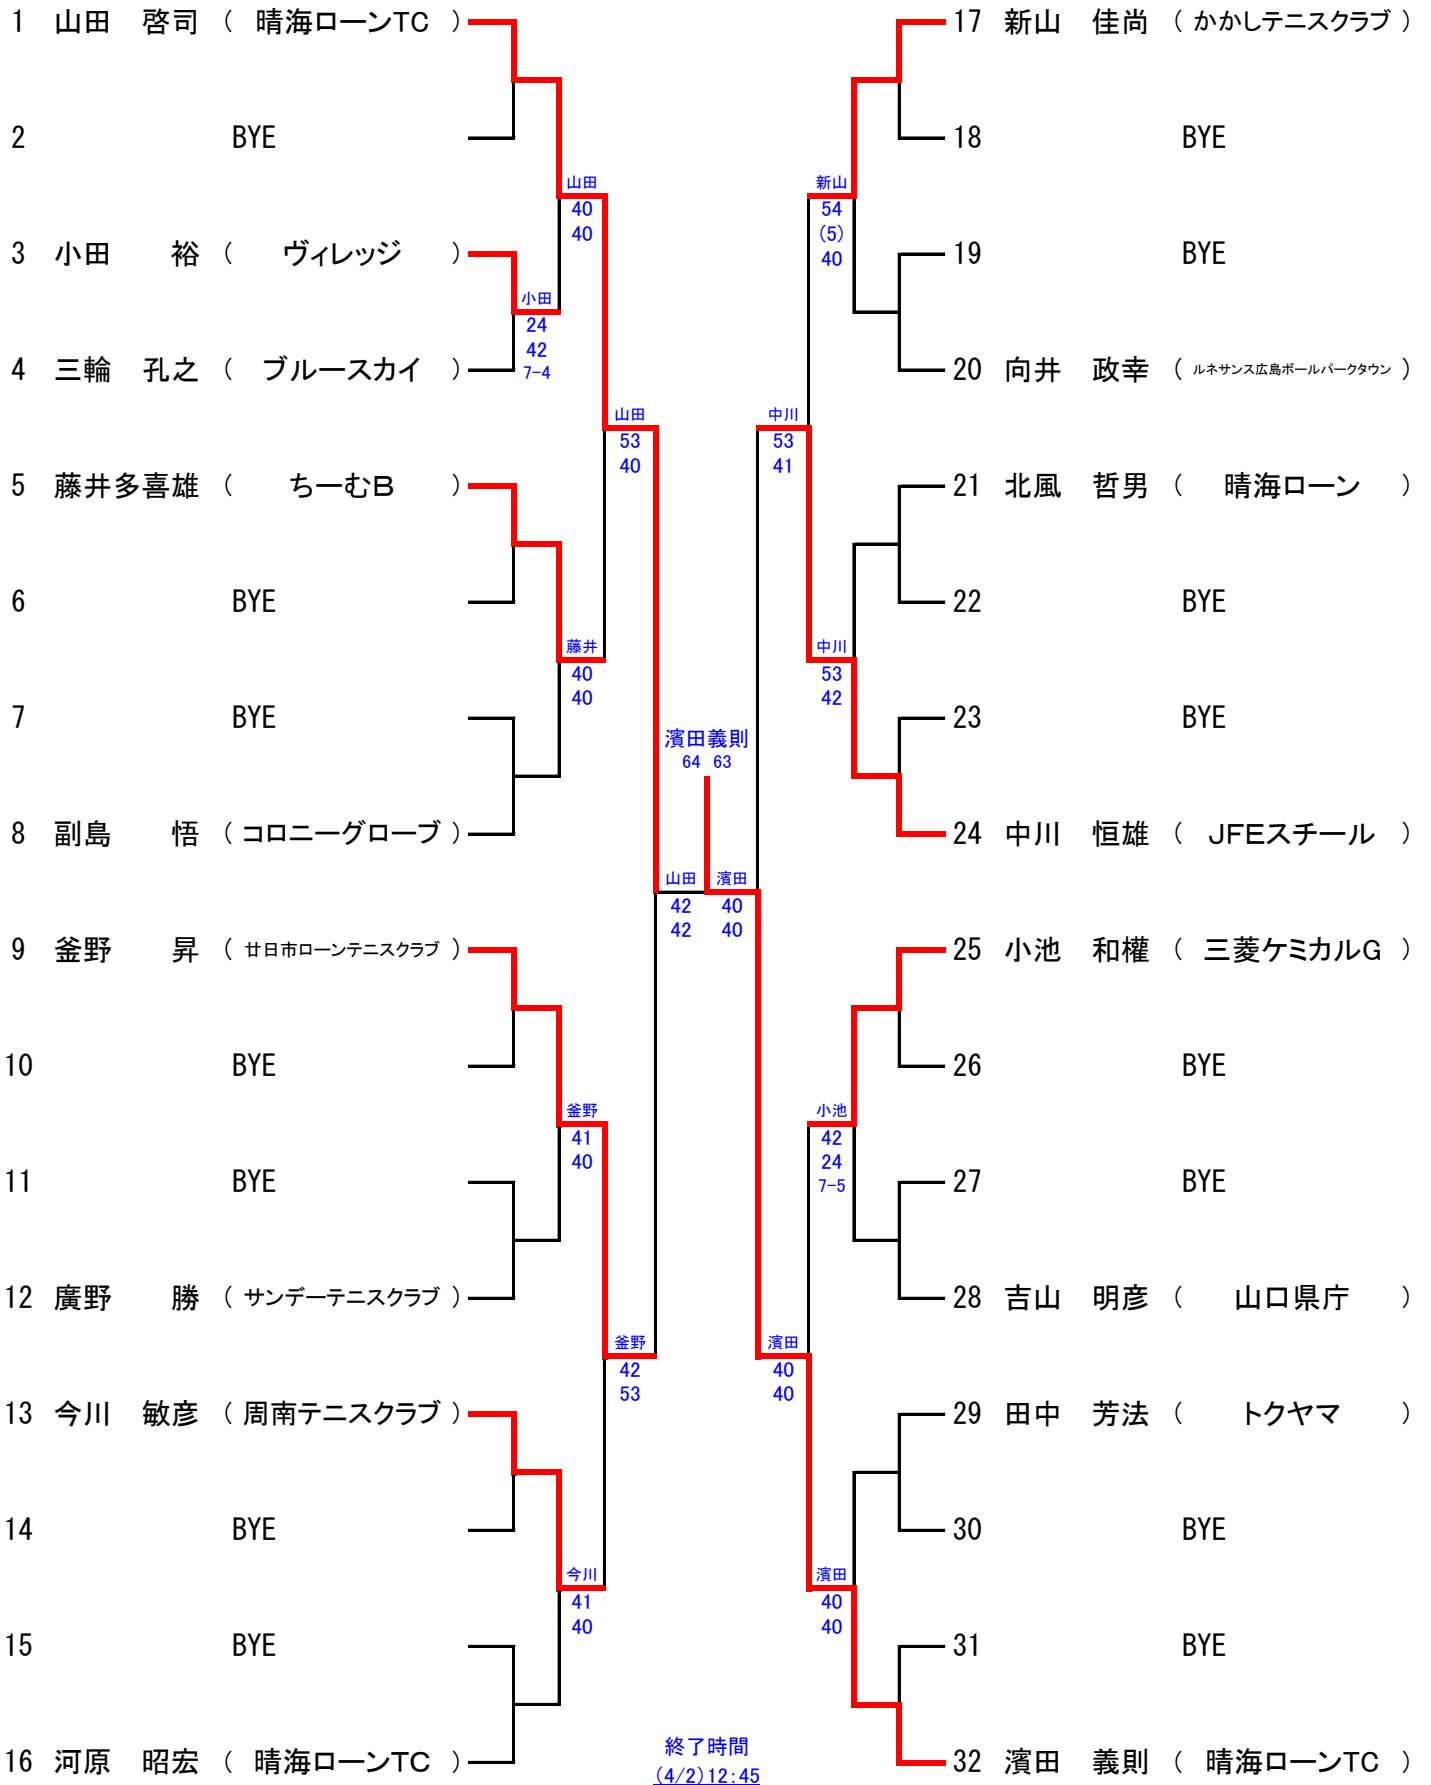 1 山田 啓司 ( 晴海ローンTC )
2 BYE
3 小田 裕 ( ヴィレッジ )
4 三輪 孔之 ( ブルースカイ )
5 藤井多喜雄 ( ちーむB )
6 BYE
7 BYE
8 副島 悟 ( コロニーグローブ )
9 釜野 昇 ( 廿日市ローンテニスクラブ )
10 BYE
11 BYE
12 廣野 勝 ( サンデーテニスクラブ )
13 今川 敏彦 ( 周南テニスクラブ )
14 BYE
15 BYE
16 河原 昭宏 ( 晴海ローンTC )
小田
24
42
7-4
山田
40
40
藤井
40
40
釜野
41
40
今川
41
40
山田
53
40
釜野
42
53
山田
42
42
濱田義則
64 63
濱田
40
40
中川
53
41
濱田
40
40
新山
54
(5)
40
中川
53
42
小池
42
24
7-5
濱田
40
40
17 新山 佳尚 ( かかしテニスクラブ )
18 BYE
19 BYE
20 向井 政幸 ( ルネサンス広島ボールパークタウン )
21 北風 哲男 ( 晴海ローン )
22 BYE
23 BYE
24 中川 恒雄 ( JFEスチール )
25 小池 和權 ( 三菱ケミカルG )
26 BYE
27 BYE
28 吉山 明彦 ( 山口県庁 )
29 田中 芳法 ( トクヤマ )
30 BYE
31 BYE
32 濱田 義則 ( 晴海ローンTC )
終了時間
(4/2)12:45